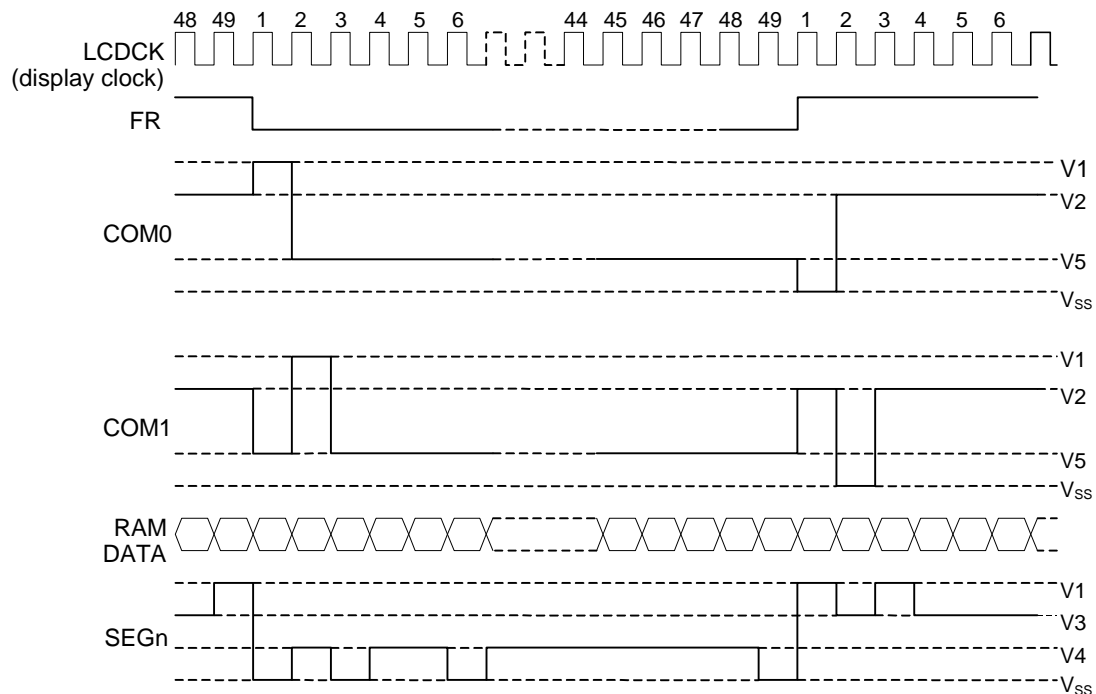 48 49 1 2 3 4 5 6 44 45 46 47 48 49 1 2 3 4 5 6
LCDCK
(display clock)
FR
V1
V2
COM0
V5
VSS
V1
V2
COM1
V5
VSS
RAM
DATA
V1
V3
SEGn
V4
VSS